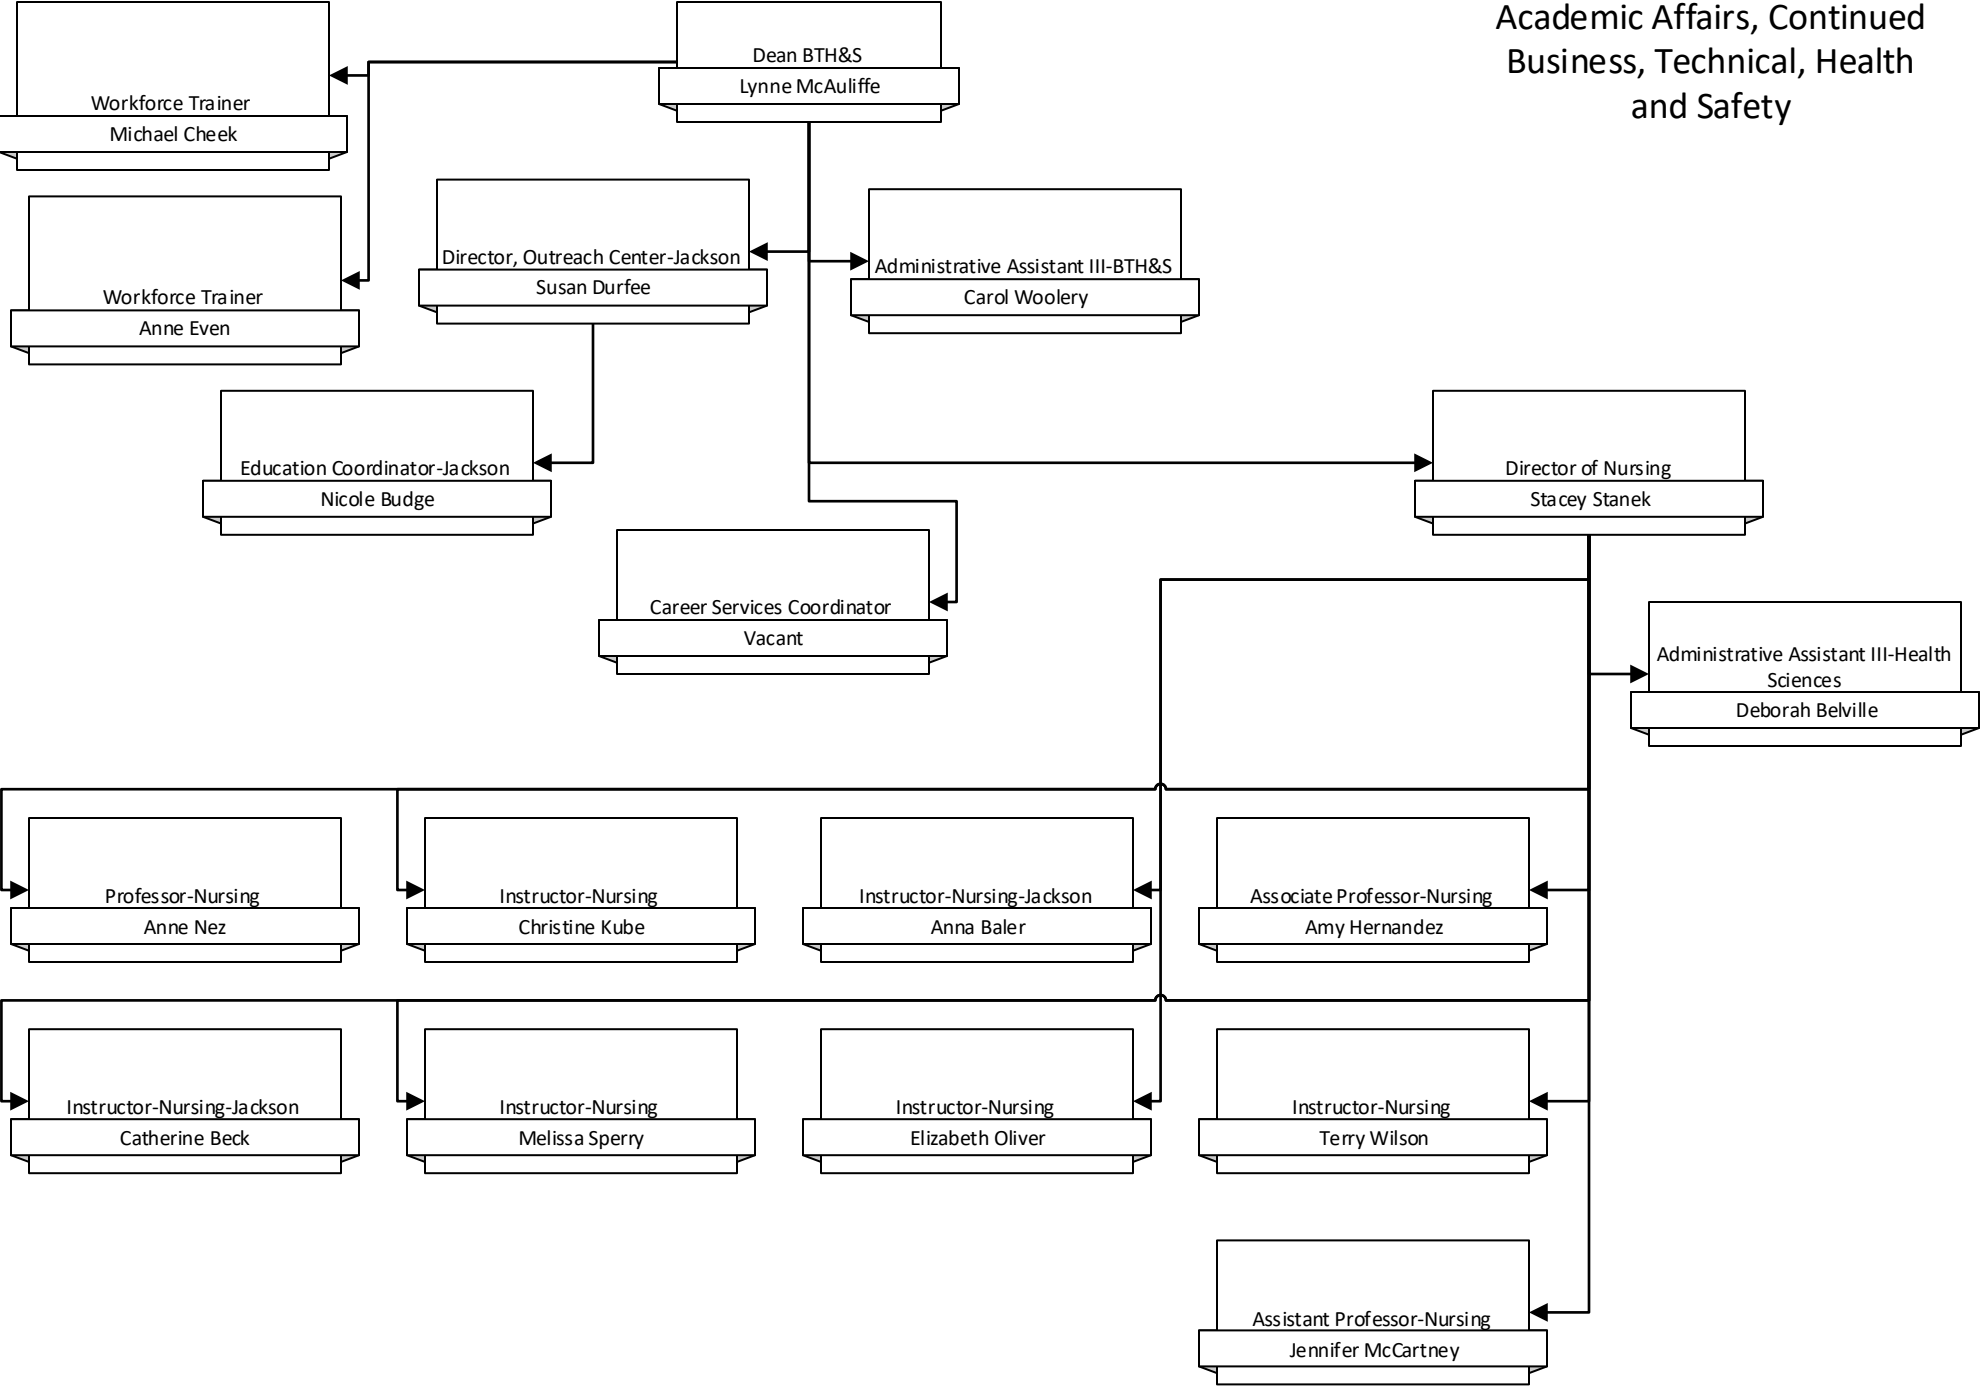 Academic Affairs, Continued
Business, Technical, Health
and Safety
Dean BTH&S
Lynne McAuliffe
Workforce Trainer
Michael Cheek
Director, Outreach Center-Jackson
Susan Durfee
Administrative Assistant III-BTH&S
Carol Woolery
Workforce Trainer
Anne Even
Education Coordinator-Jackson
Nicole Budge
Director of Nursing
Stacey Stanek
Career Services Coordinator
Vacant
Administrative Assistant III-Health
Sciences
Deborah Belville
Professor-Nursing
Anne Nez
Instructor-Nursing
Christine Kube
Instructor-Nursing-Jackson
Anna Baler
Associate Professor-Nursing
Amy Hernandez
Instructor-Nursing-Jackson
Catherine Beck
Instructor-Nursing
Melissa Sperry
Instructor-Nursing
Elizabeth Oliver
Instructor-Nursing
Terry Wilson
Assistant Professor-Nursing
Jennifer McCartney